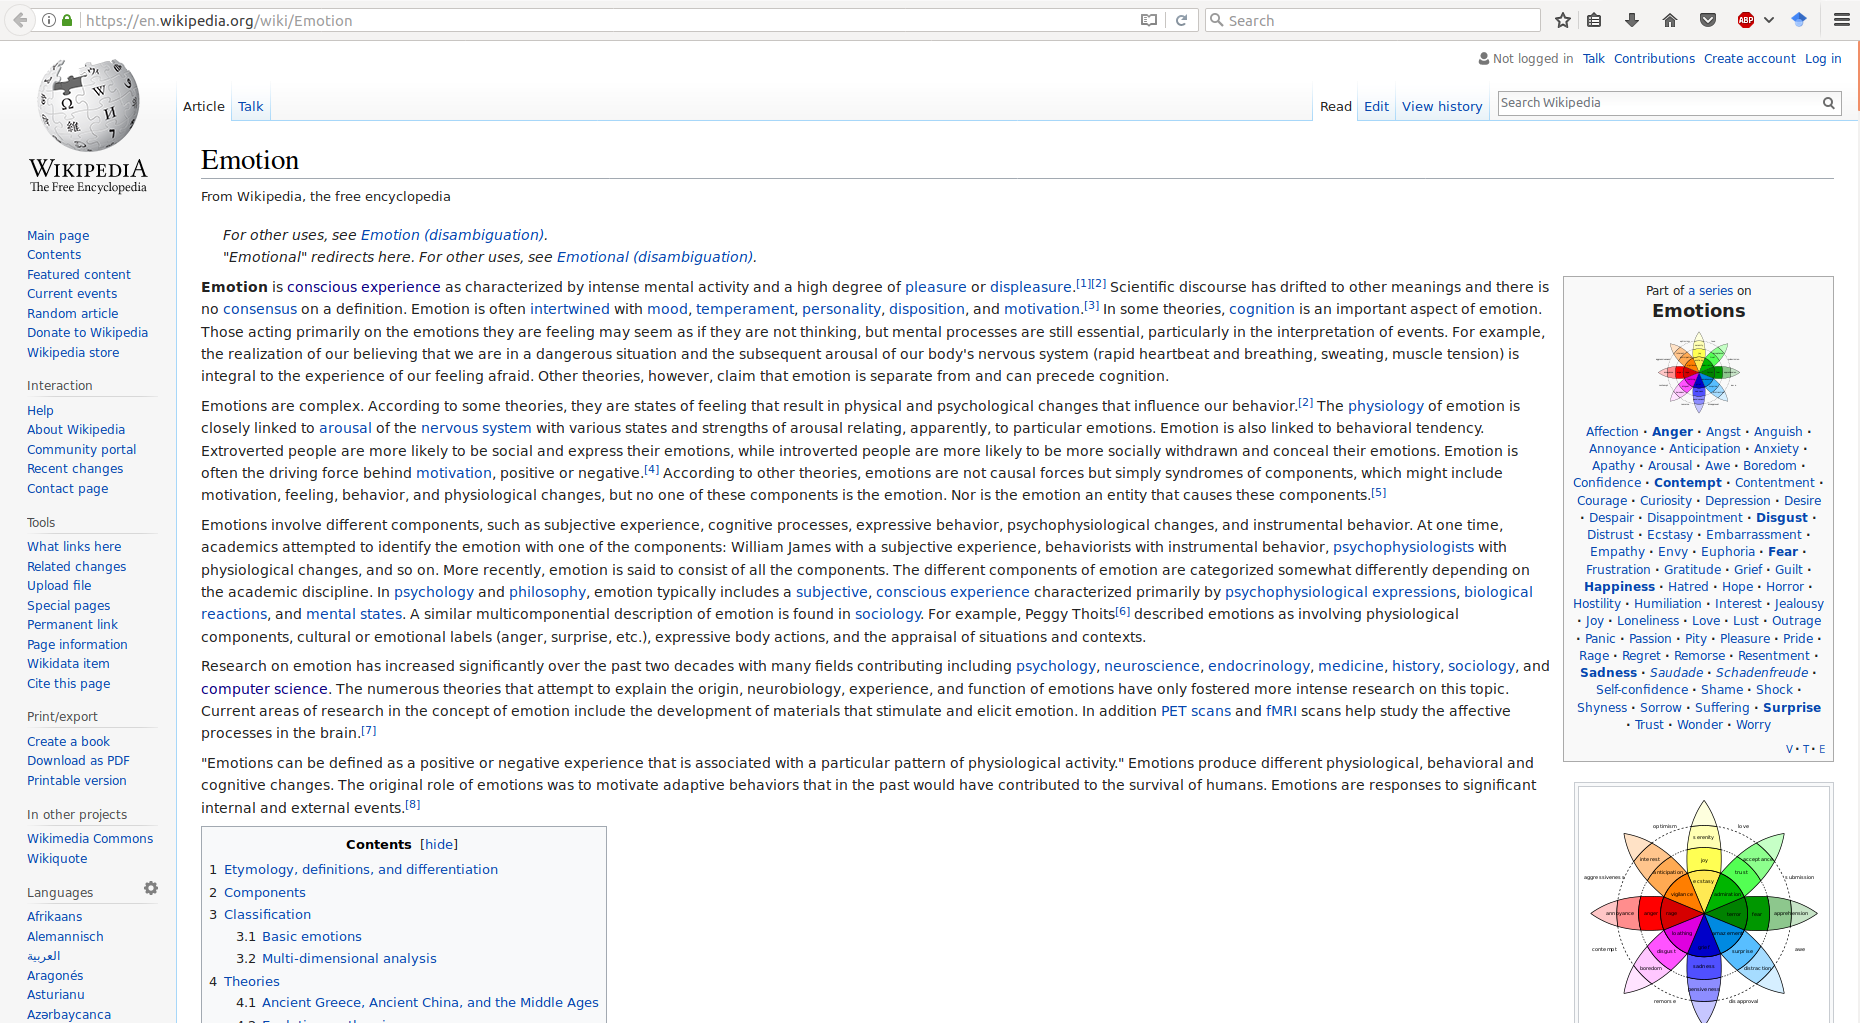 https://en.wikipedia.org/wiki/Emotion
Search
Not logged in Talk Contributions Create account Log in
Article Talk
Read Edit View history
Search Wikipedia
WIKIPEDIA
The Free Encyclopedia
Main page
Contents
Featured content
Current events
Random article
Donate to Wikipedia
Wikipedia store
Interaction
Help
About Wikipedia
Community portal
Recent changes
Contact page
Tools
What links here
Related changes
Upload file
Special pages
Permanent link
Page information
Wikidata item
Cite this page
Print/export
Create a book
Download as PDF
Printable version
In other projects
Wikimedia Commons
Wikiquote
Languages
Afrikaans
Alemannisch
العربية
Aragonés
Asturianu
Azərbaycanca
Emotion
From Wikipedia, the free encyclopedia
For other uses, see Emotion (disambiguation).
"Emotional" redirects here. For other uses, see Emotional (disambiguation).
Emotion is conscious experience as characterized by intense mental activity and a high degree of pleasure or displeasure.[1][2] Scientific discourse has drifted to other meanings and there is
no consensus on a definition. Emotion is often intertwined with mood, temperament, personality, disposition, and motivation.[3] In some theories, cognition is an important aspect of emotion.
Those acting primarily on the emotions they are feeling may seem as if they are not thinking, but mental processes are still essential, particularly in the interpretation of events. For example,
the realization of our believing that we are in a dangerous situation and the subsequent arousal of our body's nervous system (rapid heartbeat and breathing, sweating, muscle tension) is
integral to the experience of our feeling afraid. Other theories, however, claim that emotion is separate from and can precede cognition.
Emotions are complex. According to some theories, they are states of feeling that result in physical and psychological changes that influence our behavior.[2] The physiology of emotion is
closely linked to arousal of the nervous system with various states and strengths of arousal relating, apparently, to particular emotions. Emotion is also linked to behavioral tendency.
Extroverted people are more likely to be social and express their emotions, while introverted people are more likely to be more socially withdrawn and conceal their emotions. Emotion is
often the driving force behind motivation, positive or negative.[4] According to other theories, emotions are not causal forces but simply syndromes of components, which might include
motivation, feeling, behavior, and physiological changes, but no one of these components is the emotion. Nor is the emotion an entity that causes these components.[5]
Emotions involve different components, such as subjective experience, cognitive processes, expressive behavior, psychophysiological changes, and instrumental behavior. At one time,
academics attempted to identify the emotion with one of the components: William James with a subjective experience, behaviorists with instrumental behavior, psychophysiologists with
physiological changes, and so on. More recently, emotion is said to consist of all the components. The different components of emotion are categorized somewhat differently depending on
the academic discipline. In psychology and philosophy, emotion typically includes a subjective, conscious experience characterized primarily by psychophysiological expressions, biological
reactions, and mental states. A similar multicomponential description of emotion is found in sociology. For example, Peggy Thoits[6] described emotions as involving physiological
components, cultural or emotional labels (anger, surprise, etc.), expressive body actions, and the appraisal of situations and contexts.
Research on emotion has increased significantly over the past two decades with many fields contributing including psychology, neuroscience, endocrinology, medicine, history, sociology, and
computer science. The numerous theories that attempt to explain the origin, neurobiology, experience, and function of emotions have only fostered more intense research on this topic.
Current areas of research in the concept of emotion include the development of materials that stimulate and elicit emotion. In addition PET scans and fMRI scans help study the affective
processes in the brain.[7]
"Emotions can be defined as a positive or negative experience that is associated with a particular pattern of physiological activity." Emotions produce different physiological, behavioral and
cognitive changes. The original role of emotions was to motivate adaptive behaviors that in the past would have contributed to the survival of humans. Emotions are responses to significant
internal and external events.[8]
Contents [hide]
1 Etymology, definitions, and differentiation
2 Components
3 Classification
3.1 Basic emotions
3.2 Multi-dimensional analysis
4 Theories
4.1 Ancient Greece, Ancient China, and the Middle Ages
Part of a series on
Emotions
Affection · Anger · Angst · Anguish ·
Annoyance · Anticipation · Anxiety ·
Apathy · Arousal · Awe · Boredom ·
Confidence · Contempt · Contentment ·
Courage · Curiosity · Depression · Desire
· Despair · Disappointment · Disgust ·
Distrust · Ecstasy · Embarrassment ·
Empathy · Envy · Euphoria · Fear ·
Frustration · Gratitude · Grief · Guilt ·
Happiness · Hatred · Hope · Horror ·
Hostility · Humiliation · Interest · Jealousy
· Joy · Loneliness · Love · Lust · Outrage
· Panic · Passion · Pity · Pleasure · Pride ·
Rage · Regret · Remorse · Resentment ·
Sadness · Saudade · Schadenfreude ·
Self-confidence · Shame · Shock ·
Shyness · Sorrow · Suffering · Surprise
· Trust · Wonder · Worry
V · T · E
optimism love
serenity
interest joy acceptance
anticipation trust
aggressiveness ecstasy submission
vigilance admiration
annoyance anger rage terror fear apprehension
loathing amazement
contempt disgust surprise awe
boredom sadness distraction
pensiveness
remorse disapproval